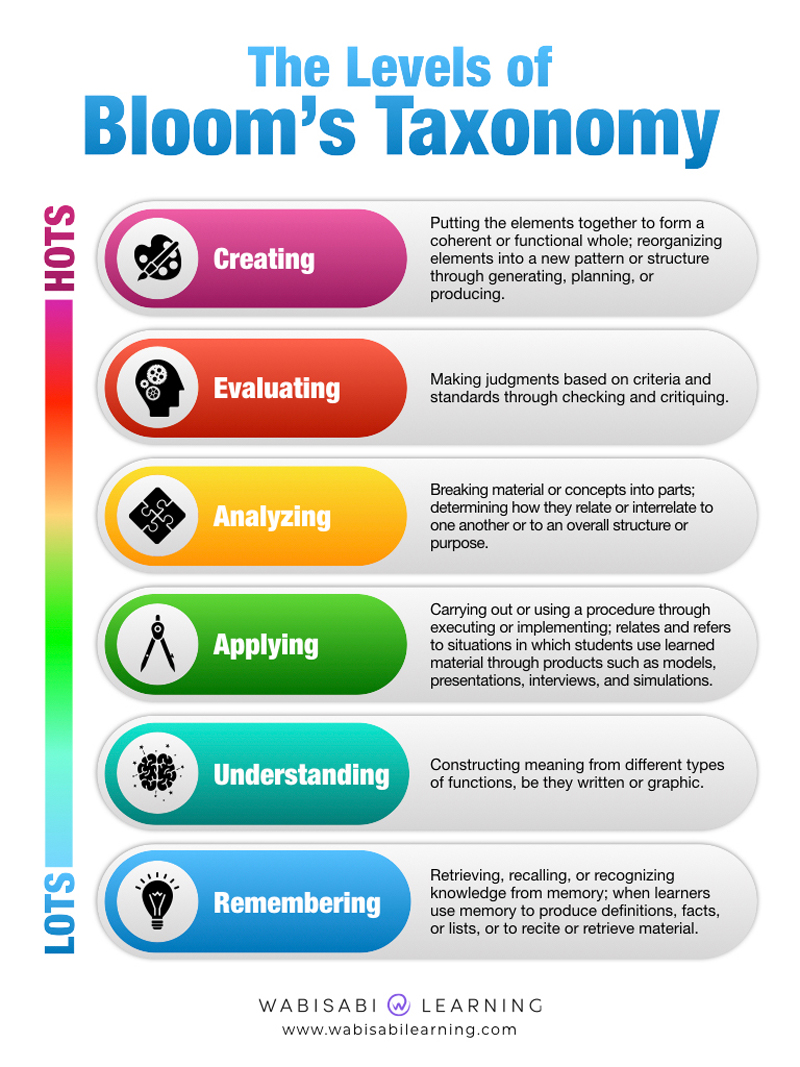 The Levels of
Bloom's Taxonomy
HOTS
Creating
Putting the elements together to form a
coherent or functional whole; reorganizing
elements into a new pattern or structure
through generating, planning, or
producing.
Evaluating
Making judgments based on criteria and
standards through checking and critiquing.
Analyzing
Breaking material or concepts into parts;
determining how they relate or interrelate to
one another or to an overall structure or
purpose.
Applying
Carrying out or using a procedure through
executing or implementing; relates and refers
to situations in which students use learned
material through products such as models,
presentations, interviews, and simulations.
Understanding
Constructing meaning from different types
of functions, be they written or graphic.
LOTS
Remembering
Retrieving, recalling, or recognizing
knowledge from memory; when learners
use memory to produce definitions, facts,
or lists, or to recite or retrieve material.
WABISABI LEARNING
www.wabisabilearning.com